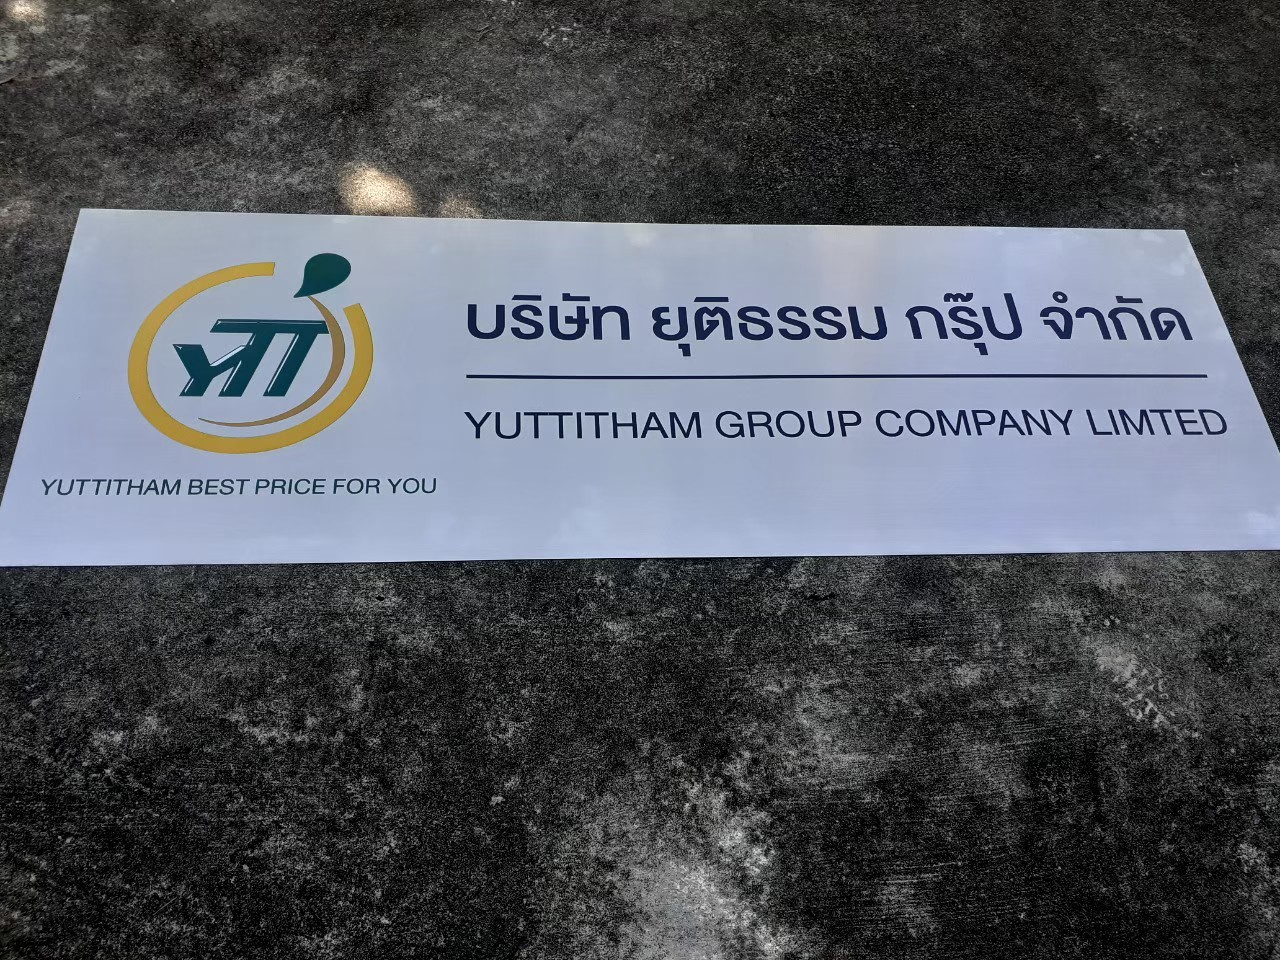 บริษัท ยุติธรรม กรุ๊ป จำกัด
YUTTITHAM GROUP COMPANY LIMTED
YUTTITHAM BEST PRICE FOR YOU